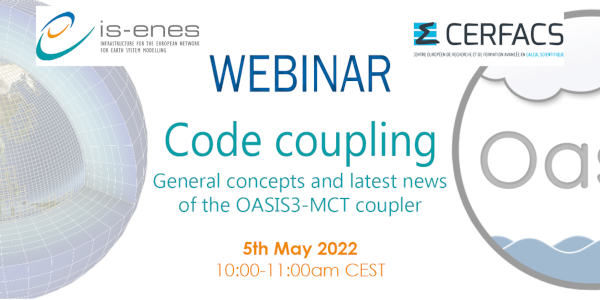 is-enes
INFRASTRUCTURE FOR THE EUROPEAN NETWORK
FOR EARTH SYSTEM MODELLING
CERFACS
CENTRE EUROPÉEN DE RECHERCHE ET DE FORMATION AVANCÉE EN CALCUL SCIENTIFIQUE
WEBINAR
Code coupling
General concepts and latest news
of the OASIS3-MCT coupler
5th May 2022
10:00-11:00am CEST
Oas